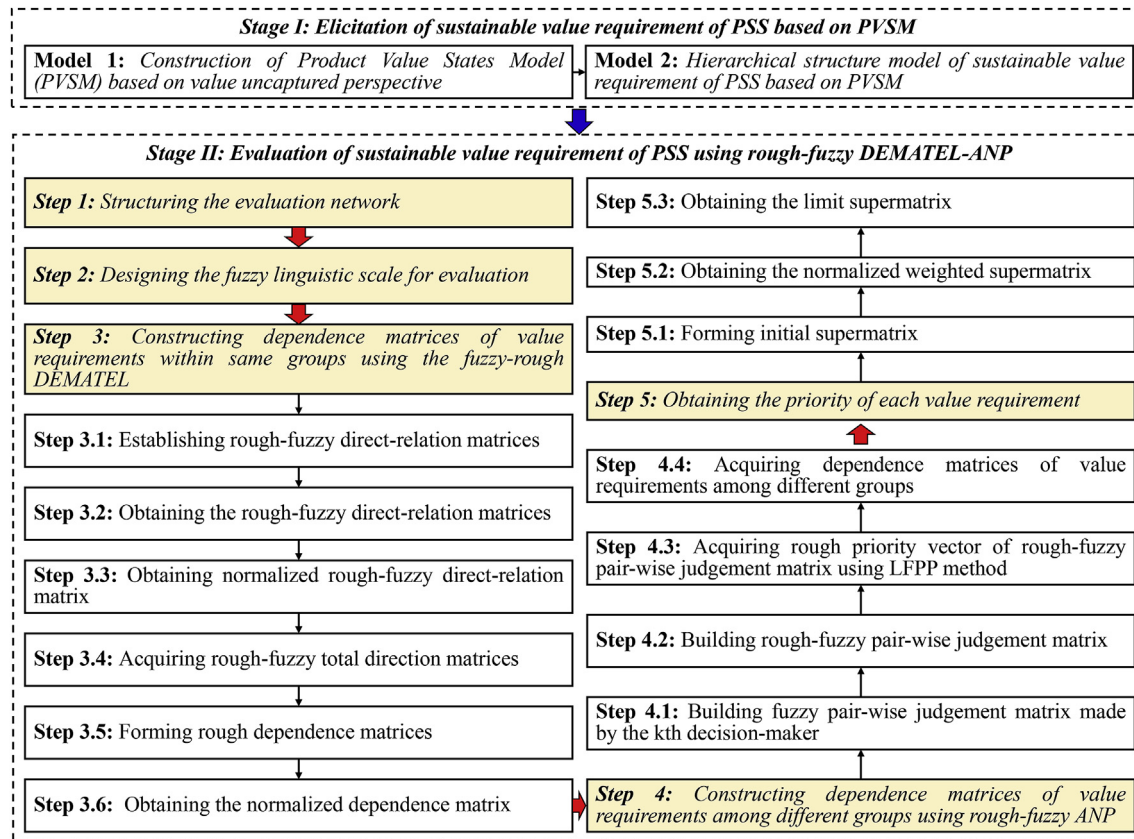 Stage I: Elicitation of sustainable value requirement of PSS based on PVSM
Model 1: Construction of Product Value States Model
(PVSM) based on value uncaptured perspective
Model 2: Hierarchical structure model of sustainable value
requirement of PSS based on PVSM
Stage II: Evaluation of sustainable value requirement of PSS using rough-fuzzy DEMATEL-ANP
Step 1: Structuring the evaluation network
Step 2: Designing the fuzzy linguistic scale for evaluation
Step 3: Constructing dependence matrices of value
requirements within same groups using the fuzzy-rough
DEMATEL
Step 3.1: Establishing rough-fuzzy direct-relation matrices
Step 3.2: Obtaining the rough-fuzzy direct-relation matrices
Step 3.3: Obtaining normalized rough-fuzzy direct-relation
matrix
Step 3.4: Acquiring rough-fuzzy total direction matrices
Step 3.5: Forming rough dependence matrices
Step 3.6: Obtaining the normalized dependence matrix
Step 4: Constructing dependence matrices of value
requirements among different groups using rough-fuzzy ANP
Step 4.1: Building fuzzy pair-wise judgement matrix made
by the kth decision-maker
Step 4.2: Building rough-fuzzy pair-wise judgement matrix
Step 4.3: Acquiring rough priority vector of rough-fuzzy
pair-wise judgement matrix using LFPP method
Step 4.4: Acquiring dependence matrices of value
requirements among different groups
Step 5: Obtaining the priority of each value requirement
Step 5.1: Forming initial supermatrix
Step 5.2: Obtaining the normalized weighted supermatrix
Step 5.3: Obtaining the limit supermatrix